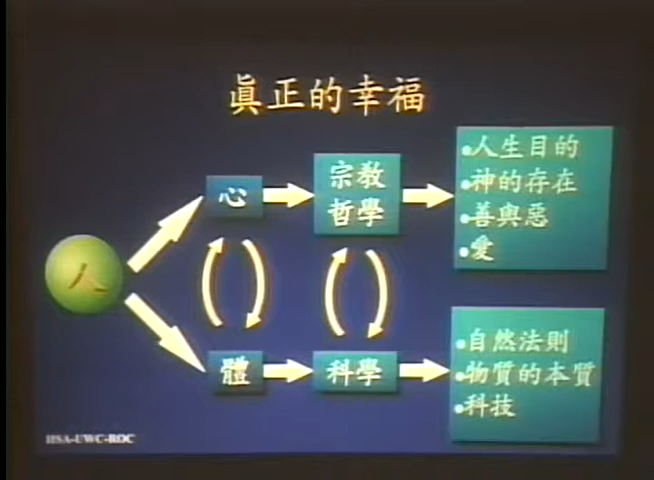 眞正的幸福
人
心
宗教
哲學
•人生目的
•神的存在
•善與惡
•愛
體
科學
•自然法則
•物質的本質
•科技
HSA-UWC-ROC